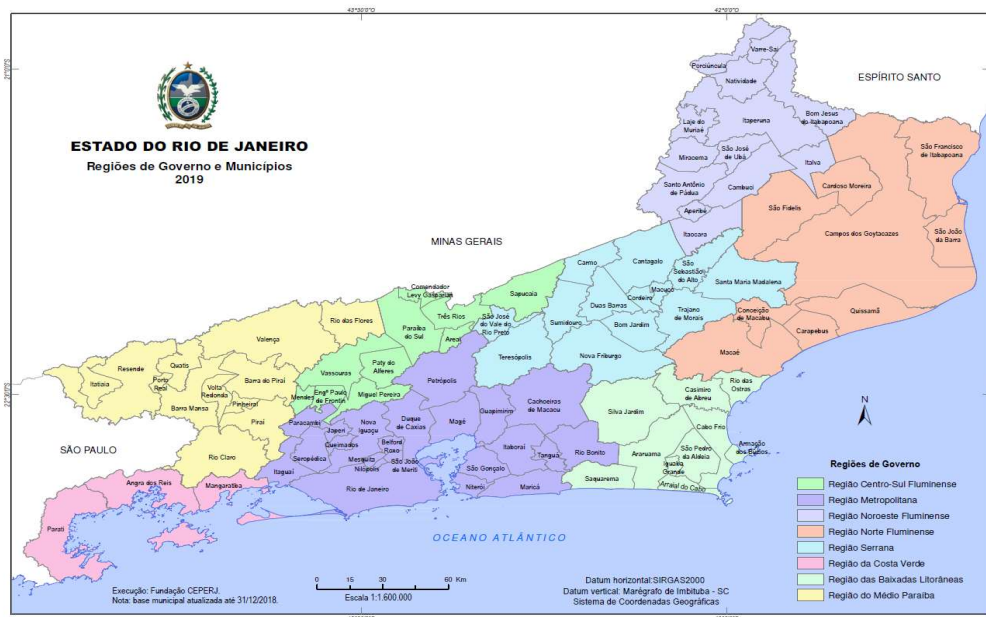 43°30'0"O
42°0'0"O
21°0'0"S
ESTADO DO RIO DE JANEIRO
Regiões de Governo e Municípios
2019
ESPÍRITO SANTO
MINAS GERAIS
SÃO PAULO
Varre-Sai
Porciúncula
Natividade
Itaperuna
Bom Jesus
do Itabapoana
Laje do
Muriaé
São José
de Ubá
Miracema
Italva
Santo Antônio
de Pádua
Cambuci
Aperibé
Itaocara
São Francisco
de Itabapoana
Cardoso Moreira
São Fidelis
Campos dos Goytacazes
São João
da Barra
Quissamã
Conceição
de Macabu
Carapebus
Macaé
Carmo
Cantagalo
São
Sebastião
do Alto
Santa Maria Madalena
Macuco
Cordeiro
Duas Barras
Trajano
de Morais
Sumidouro
Bom Jardim
São José
do Vale do
Rio Preto
Teresópolis
Nova Friburgo
Comendador
Levy Gasparian
Sapucaia
Três Rios
Paraíba
do Sul
Areal
Paty do
Alferes
Vassouras
Engº Paulo
de Frontin
Miguel Pereira
Mendes
Rio das Flores
Valença
Resende
Quatis
Itatiaia
Porto
Real
Volta
Redonda
Barra do Piraí
Barra Mansa
Pinheiral
Piraí
Rio Claro
Petrópolis
Cachoeiras
de Macacu
Guapimirim
Magé
Duque
de Caxias
Nova
Iguaçu
Paracambi
Japeri
Queimados
Belford
Roxo
Seropédica
Mesquita
Nilópolis
São João
de Meriti
Itaguaí
Rio de Janeiro
Itaboraí
Tanguá
Rio Bonito
São Gonçalo
Niterói
Maricá
Casimiro
de Abreu
Rio das
Ostras
Silva Jardim
Cabo Frio
Armação
dos Búzios
São Pedro
da Aldeia
Araruama
Iguaba
Grande
Saquarema
Arraial do Cabo
Angra dos Reis
Mangaratiba
Parati
OCEANO ATLÂNTICO
N
Regiões de Governo
Região Centro-Sul Fluminense
Região Metropolitana
Região Noroeste Fluminense
Região Norte Fluminense
Região Serrana
Região da Costa Verde
Região das Baixadas Litorâneas
Região do Médio Paraíba
Execução: Fundação CEPERJ.
Nota: base municipal atualizada até 31/12/2018.
0 15 30 60 Km
Escala 1:1.600.000
Datum horizontal:SIRGAS2000
Datum vertical: Marégrafo de Imbituba - SC
Sistema de Coordenadas Geográficas